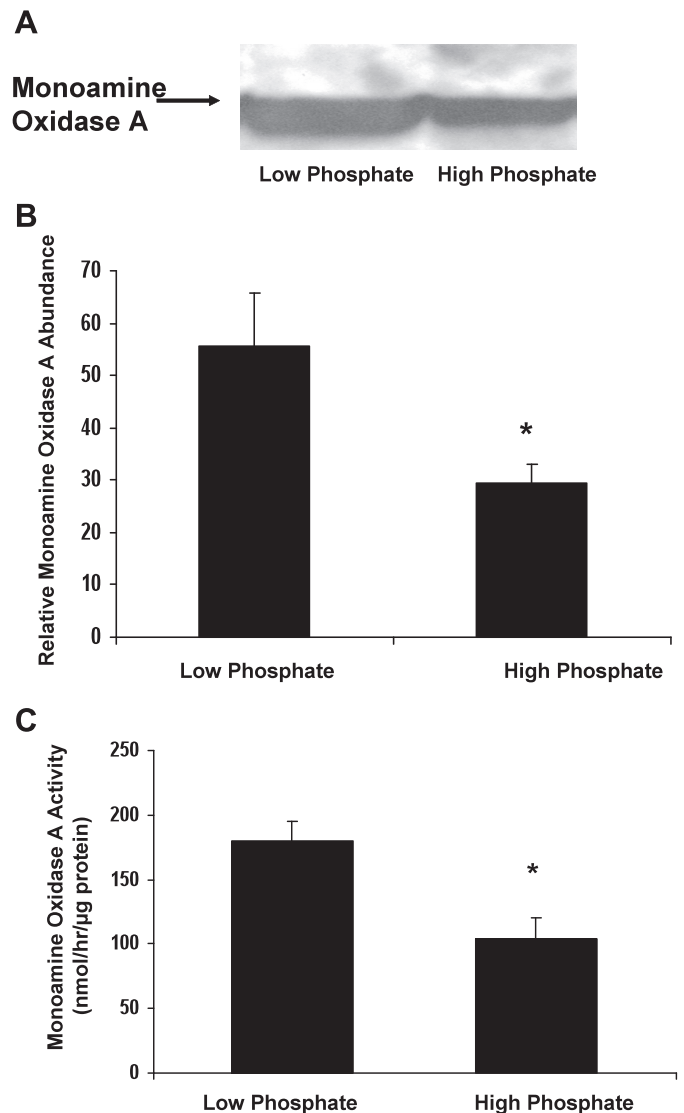 A
Monoamine
Oxidase A
Low Phosphate High Phosphate
B
Relative Monoamine Oxidase A Abundance
70
60
50
40
30
20
10
0
*
Low Phosphate High Phosphate
C
Monoamine Oxidase A Activity
(nmol/hr/µg protein)
250
200
150
100
50
0
*
Low Phosphate High Phosphate